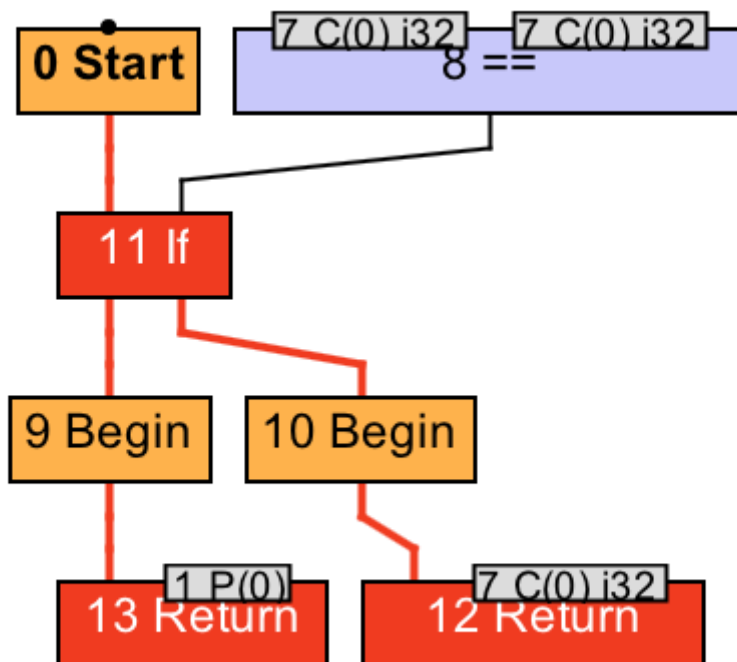 7 C(0) i32 7 C(0) i32
0 Start 8 ==
11 If
9 Begin 10 Begin
1 P(0) 7 C(0) i32
13 Return 12 Return